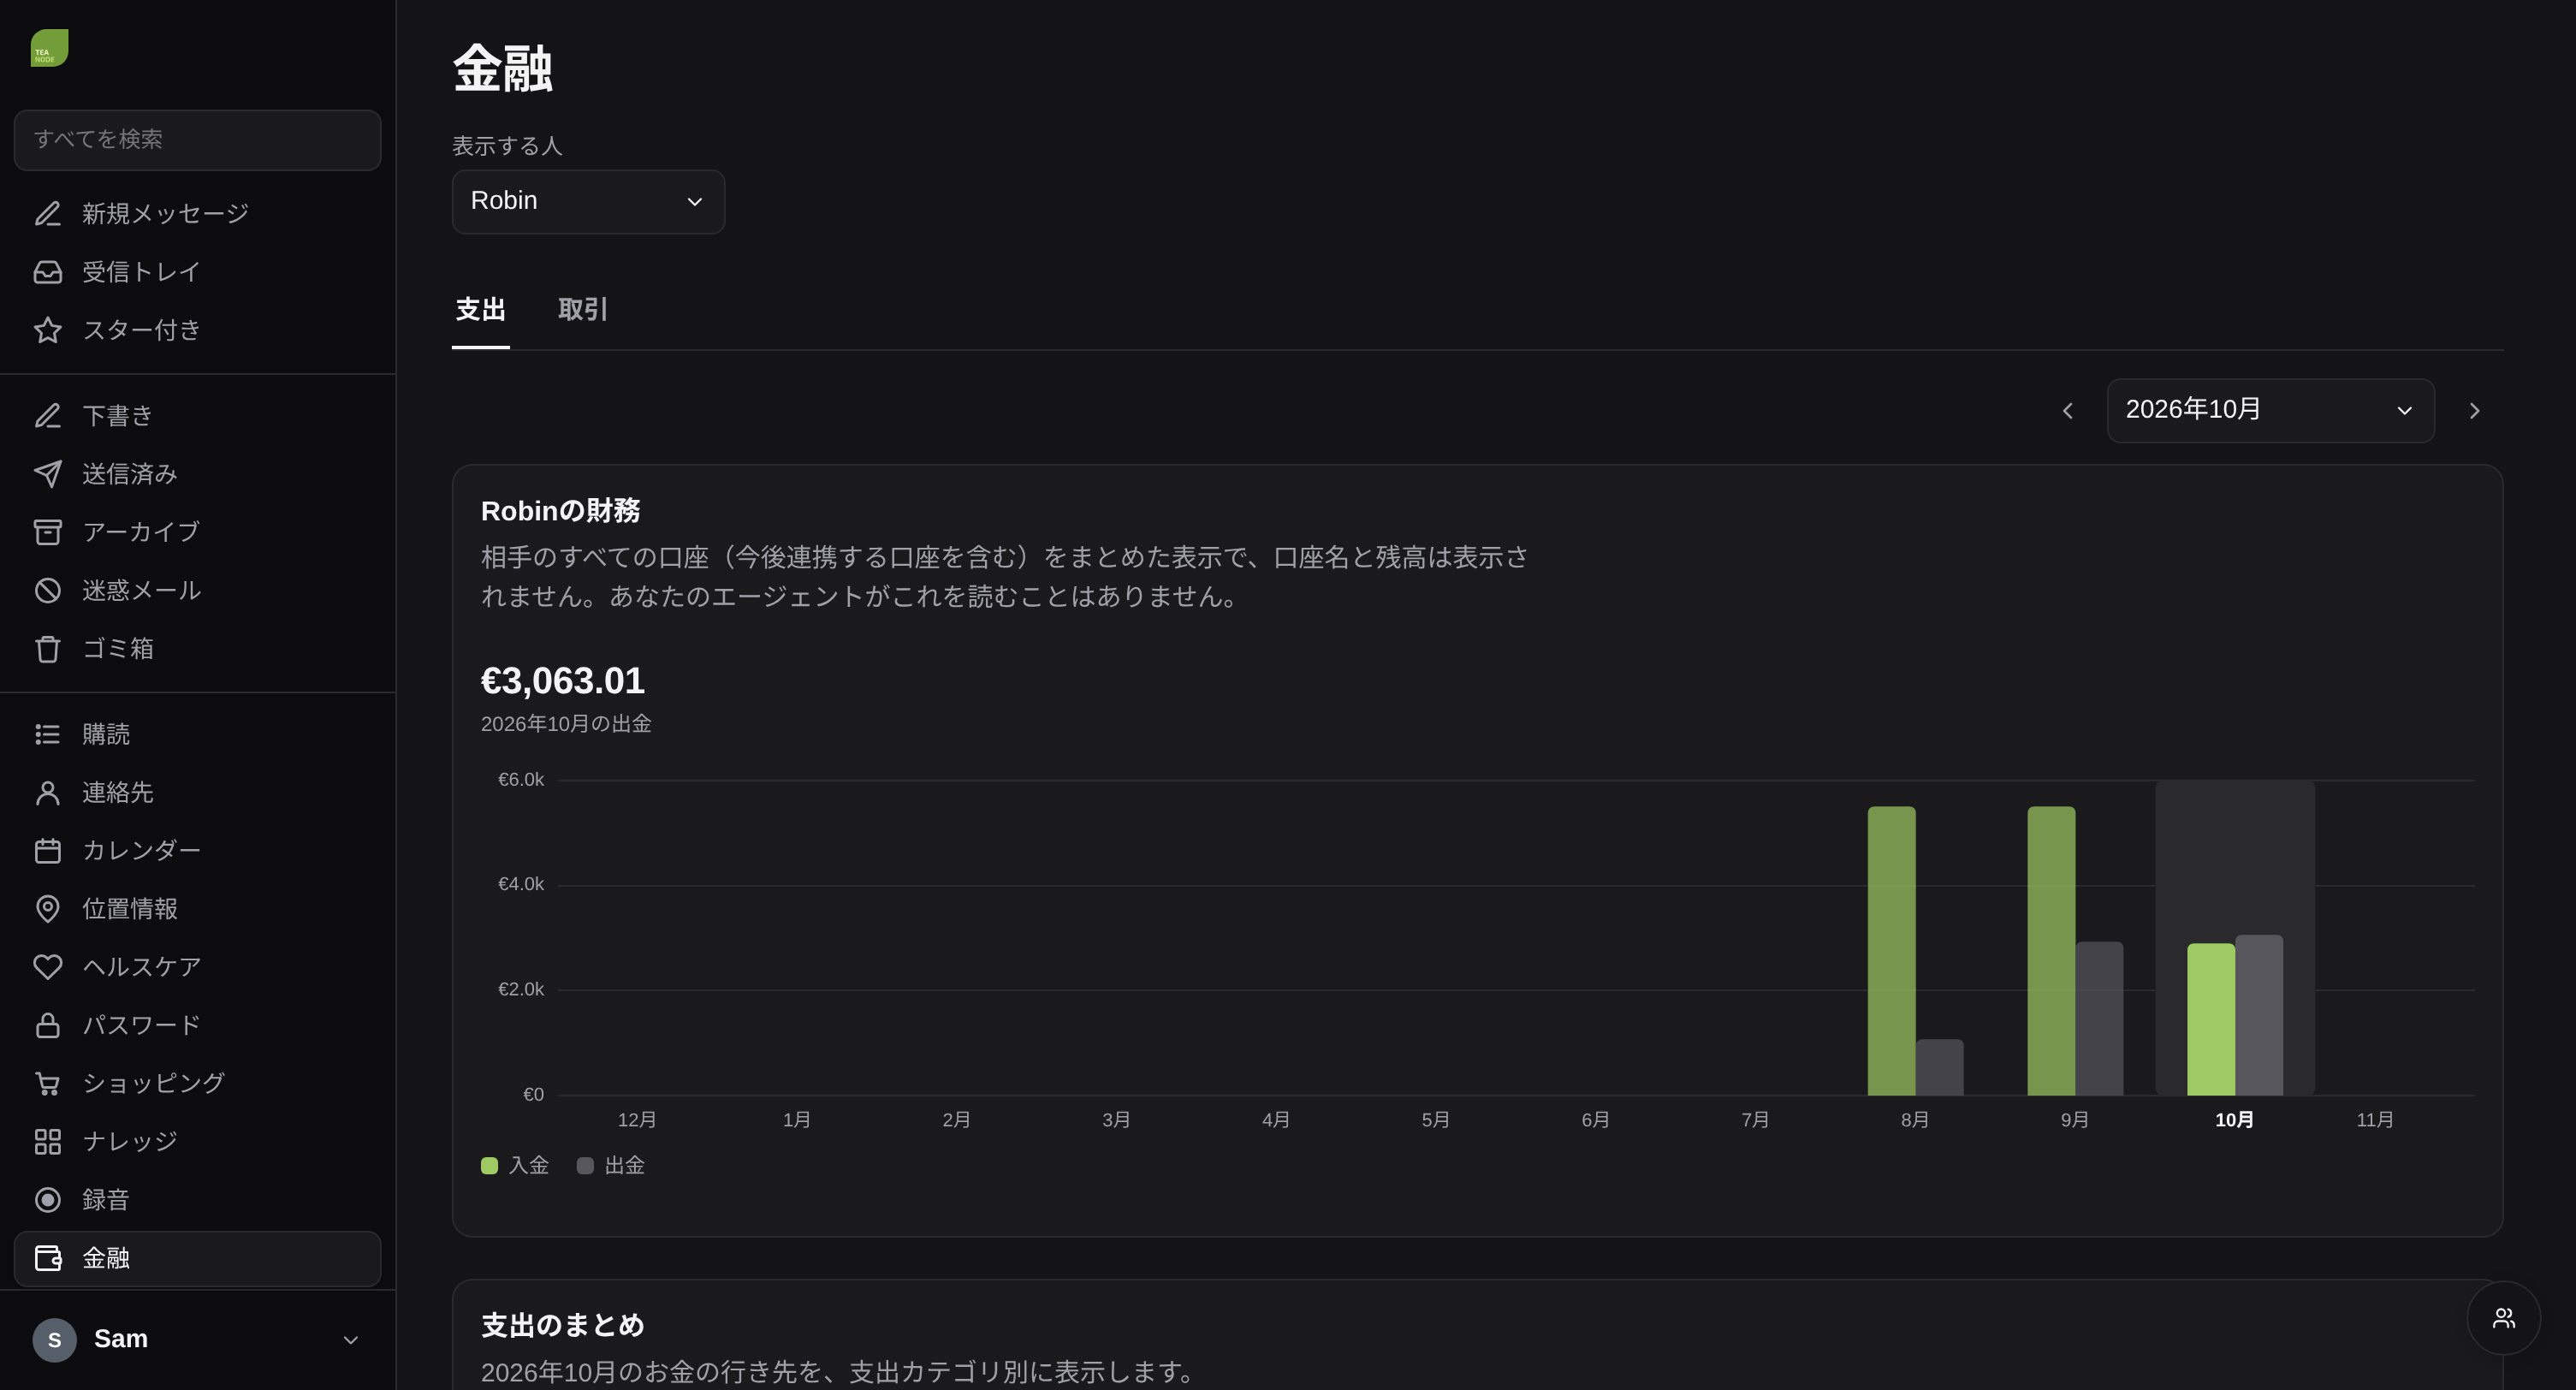 TEA
NODE
すべてを検索
新規メッセージ
受信トレイ
スター付き
下書き
送信済み
アーカイブ
迷惑メール
ゴミ箱
購読
連絡先
カレンダー
位置情報
ヘルスケア
パスワード
ショッピング
ナレッジ
録音
金融
S Sam
金融
表示する人
Robin
支出 取引
2026年10月
Robinの財務
相手のすべての口座（今後連携する口座を含む）をまとめた表示で、口座名と残高は表示さ
れません。あなたのエージェントがこれを読むことはありません。
€3,063.01
2026年10月の出金
€6.0k
€4.0k
€2.0k
€0
12月 1月 2月 3月 4月 5月 6月 7月 8月 9月 10月 11月
入金 出金
支出のまとめ
2026年10月のお金の行き先を、支出カテゴリ別に表示します。